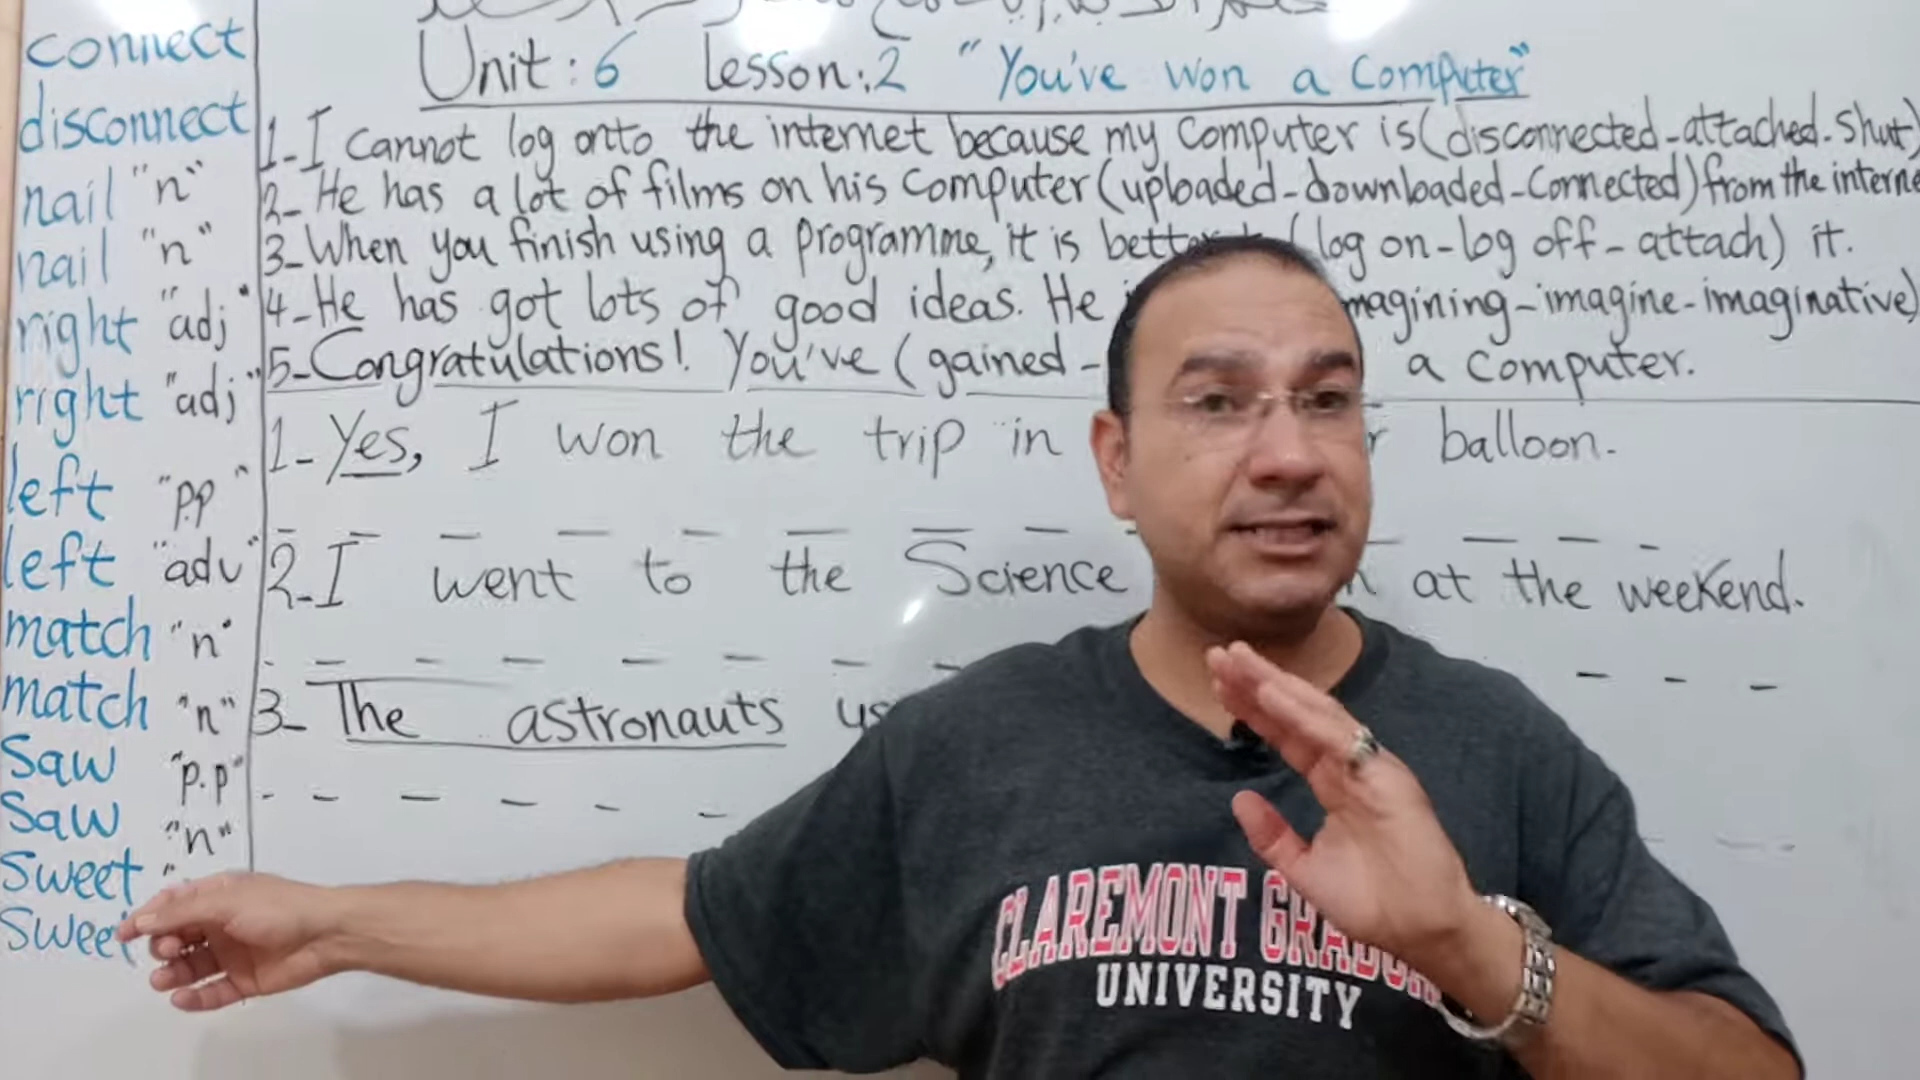 connect
disconnect
nail "n"
nail "n"
right "adj"
right "adj"
left "p.p"
left "adv"
match "n"
match "n"
Saw "p.p"
Saw "n"
Sweet
Sweet
Unit: 6 lesson:2 "You've won a Computer"
1-I cannot log onto the internet because my computer is (disconnected-attached-Shut)
2- He has a lot of films on his Computer (uploaded-downloaded-Connected) from the interne
3-When you finish using a programme, it is (log on-log off-attach) it.
4-He has got lots of good ideas. He imagining-imagine-imaginative)
5-Congratulations! You've (gained- a computer.
1- Yes, I won the trip in balloon.
2-I went to the Science at the weekend.
3- The astronauts us
CLAREMONT GRADU
UNIVERSITY